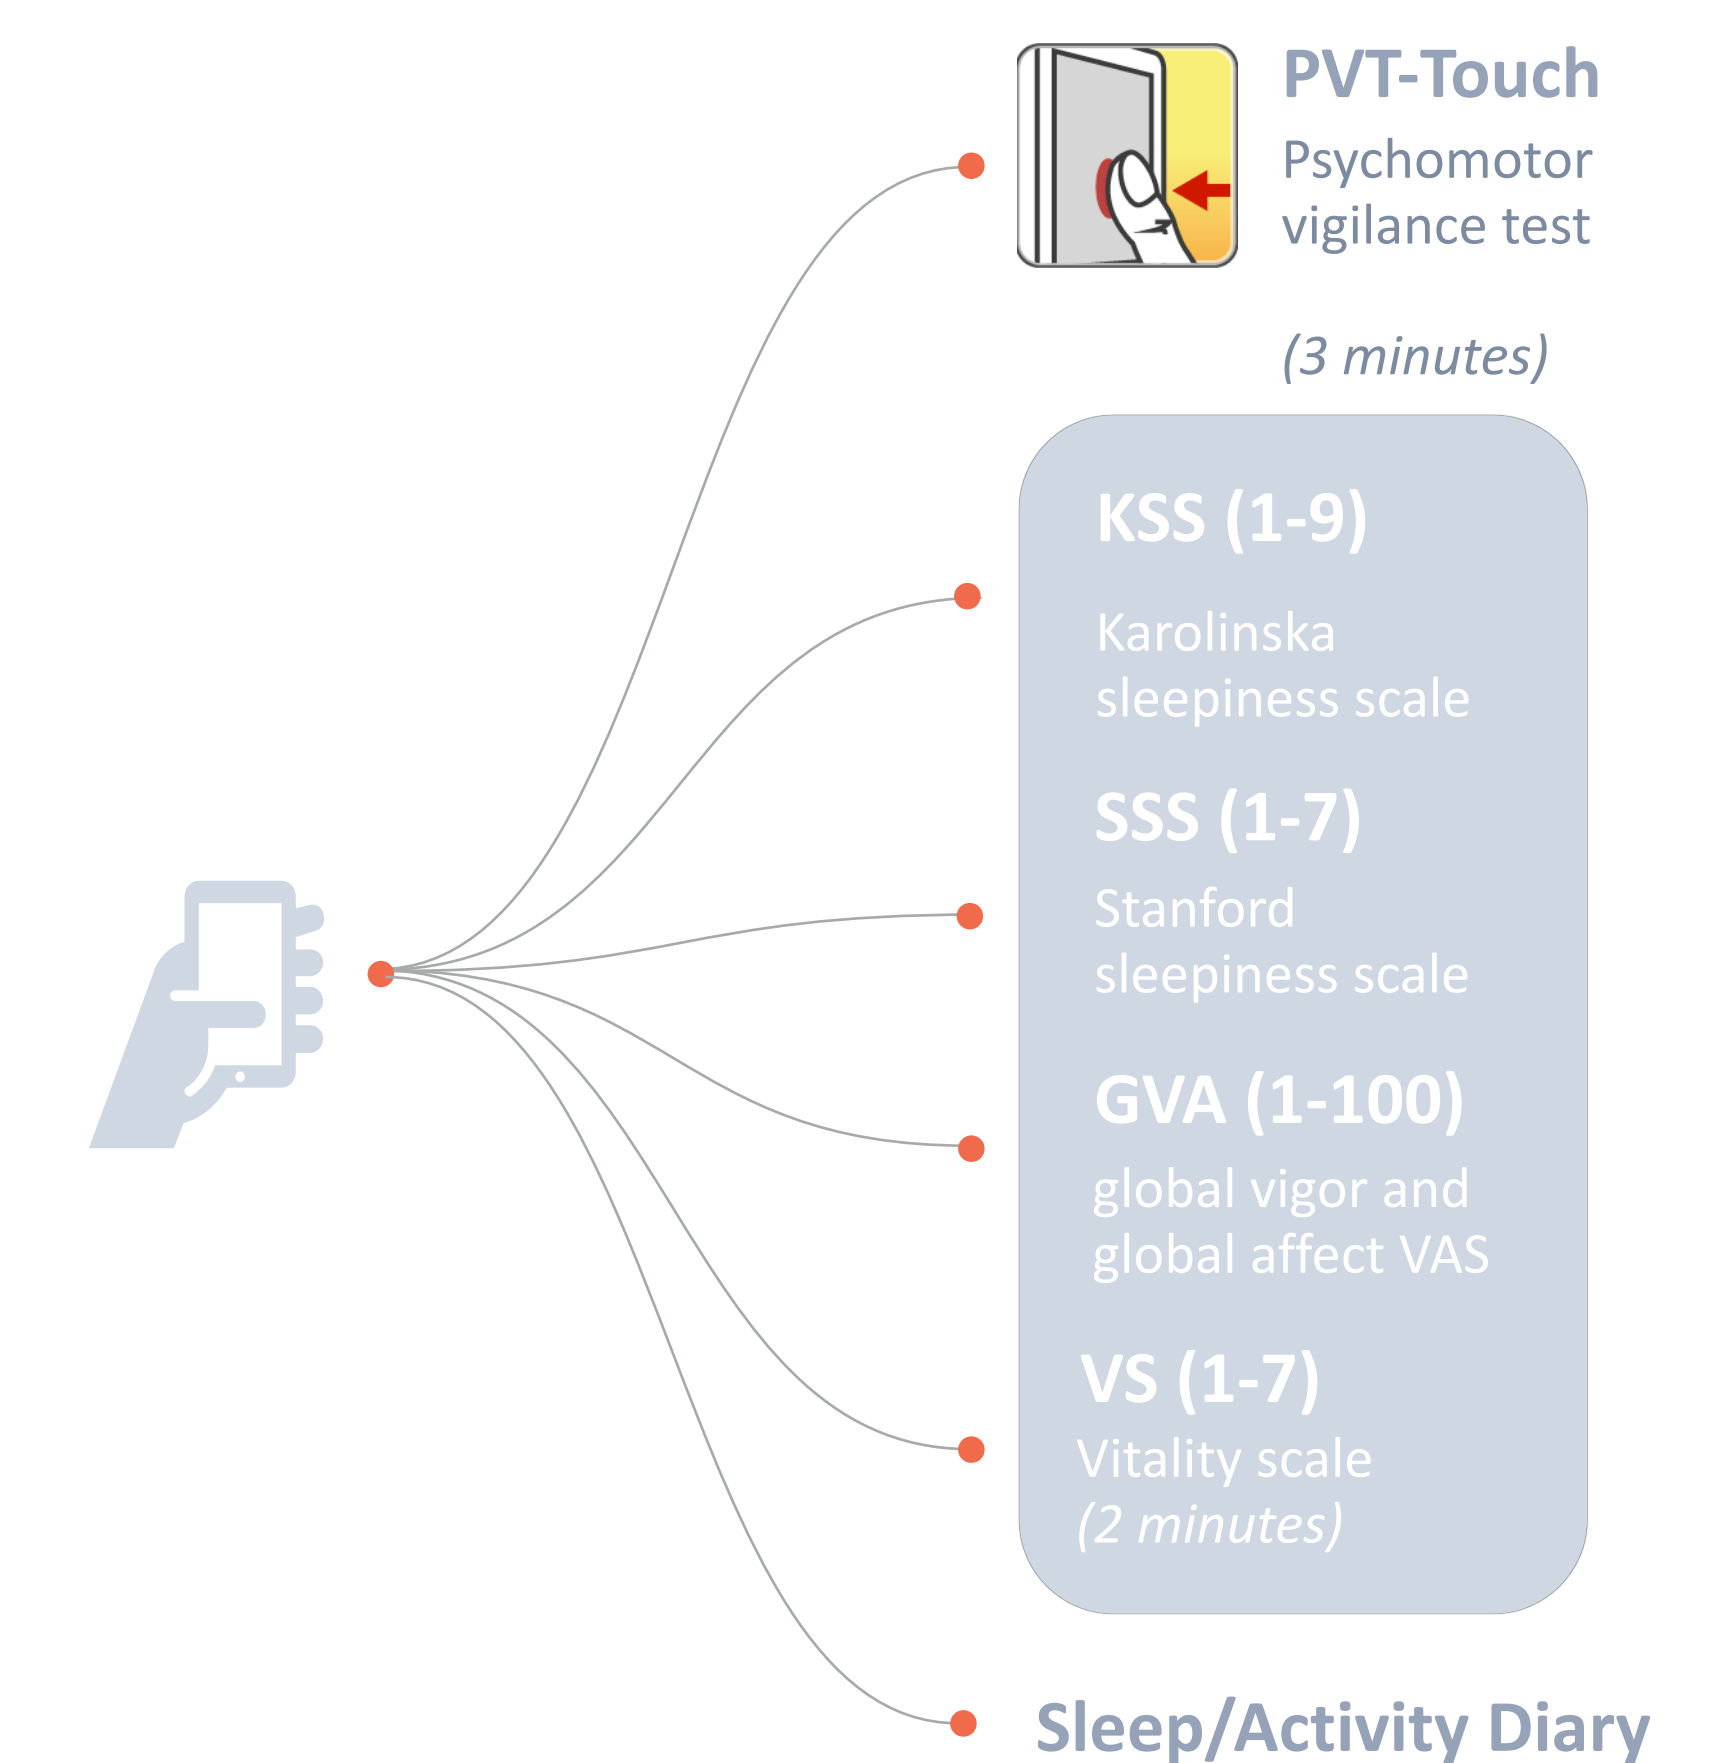 PVT-Touch
Psychomotor
vigilance test
(3 minutes)
KSS (1-9)
Karolinska
sleepiness scale
SSS (1-7)
Stanford
sleepiness scale
GVA (1-100)
global vigor and
global affect VAS
VS (1-7)
Vitality scale
(2 minutes)
Sleep/Activity Diary